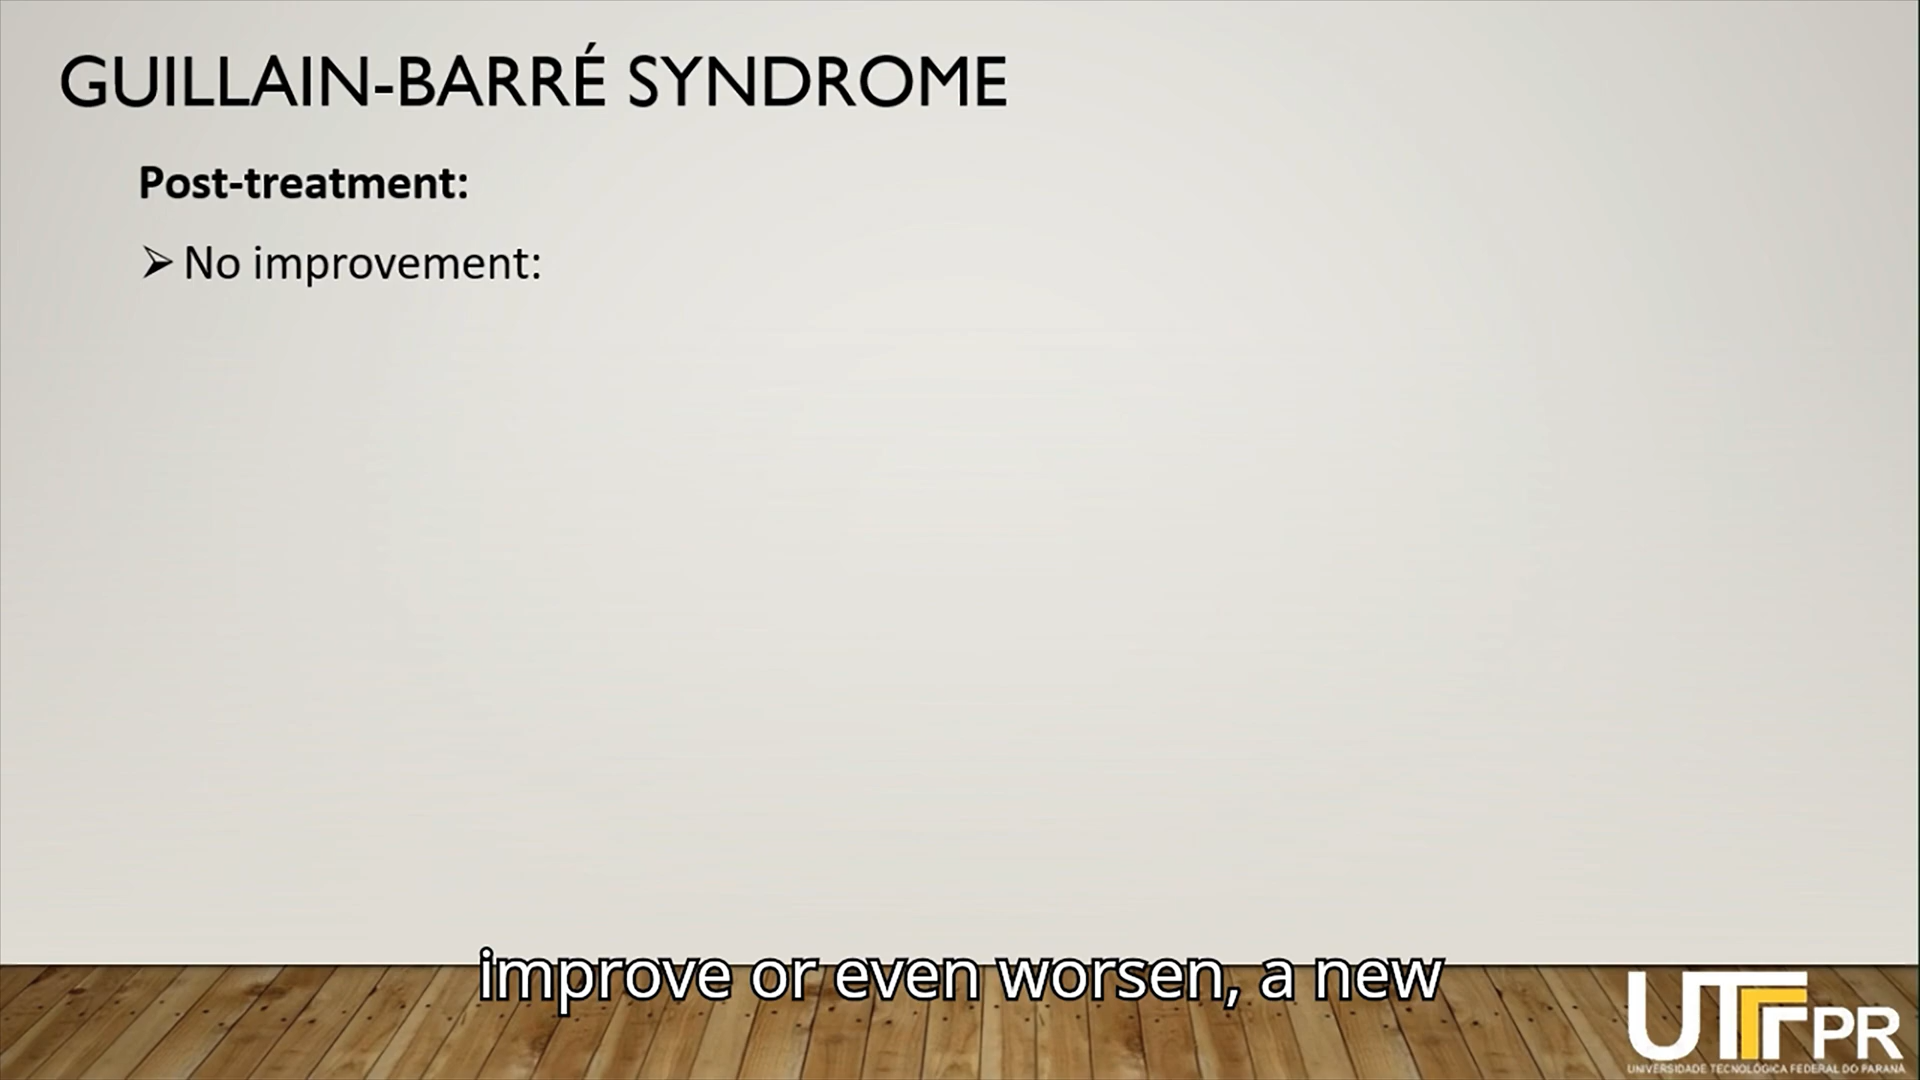 GUILLAIN-BARRÉ SYNDROME
Post-treatment:
➢ No improvement:
improve or even worsen, a new
UTFPR
UNIVERSIDADE TECNOLÓGICA FEDERAL DO PARANÁ